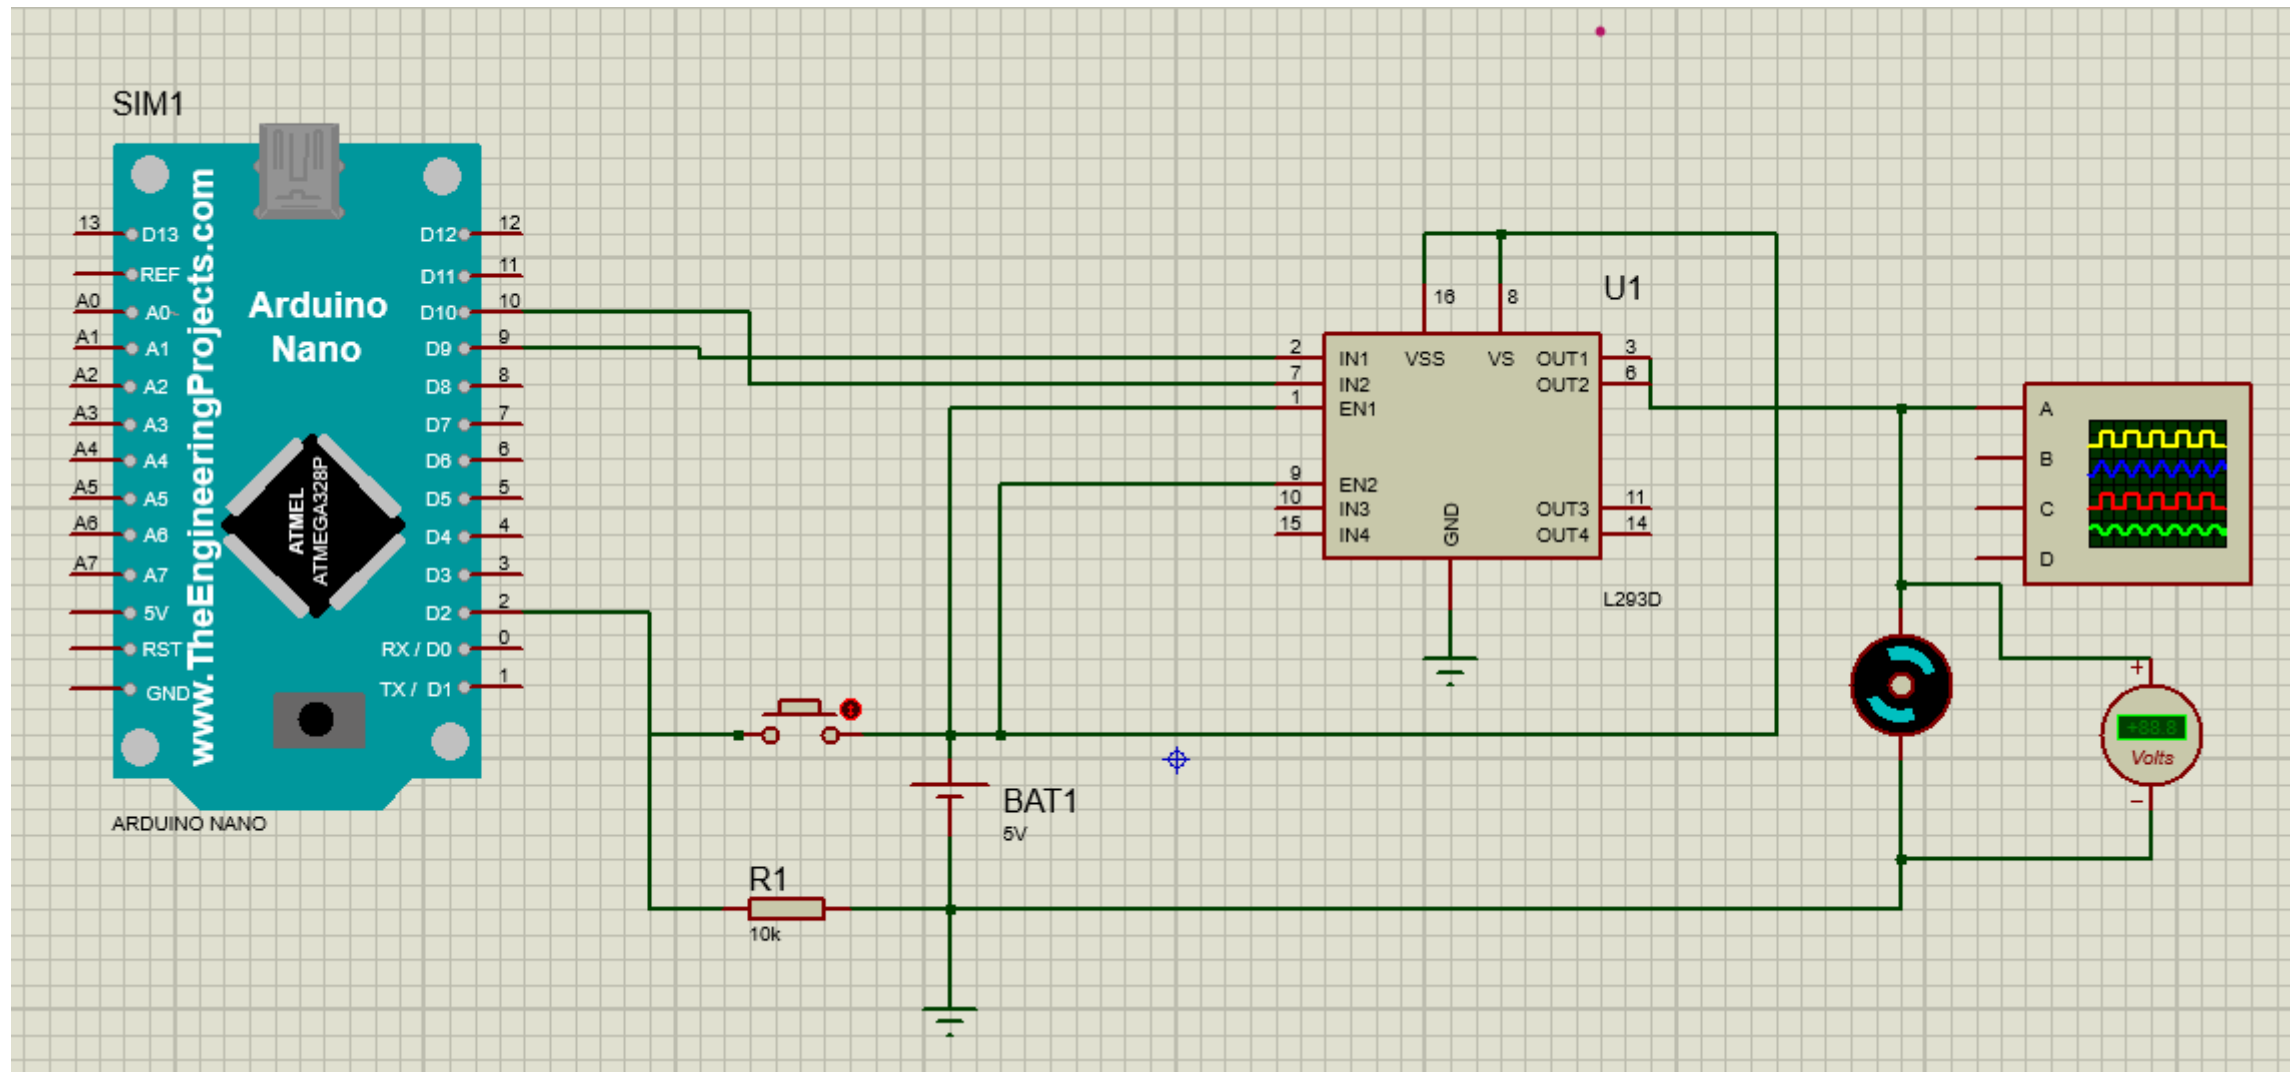 SIM1
www.TheEngineeringProjects.com
Arduino
Nano
ATMEL
ATMEGA328P
13
D13
REF
A0
A0
A1
A1
A2
A2
A3
A3
A4
A4
A5
A5
A6
A6
A7
A7
5V
RST
GND
D12
12
D11
11
D10
10
D9
9
D8
8
D7
7
D6
6
D5
5
D4
4
D3
3
D2
2
RX / D0
0
TX / D1
1
ARDUINO NANO
BAT1
5V
R1
10k
U1
16
8
VSS
VS
2
IN1
7
IN2
1
EN1
9
EN2
10
IN3
15
IN4
GND
OUT1
3
OUT2
6
OUT3
11
OUT4
14
L293D
A
B
C
D
+
+88.8
Volts
−